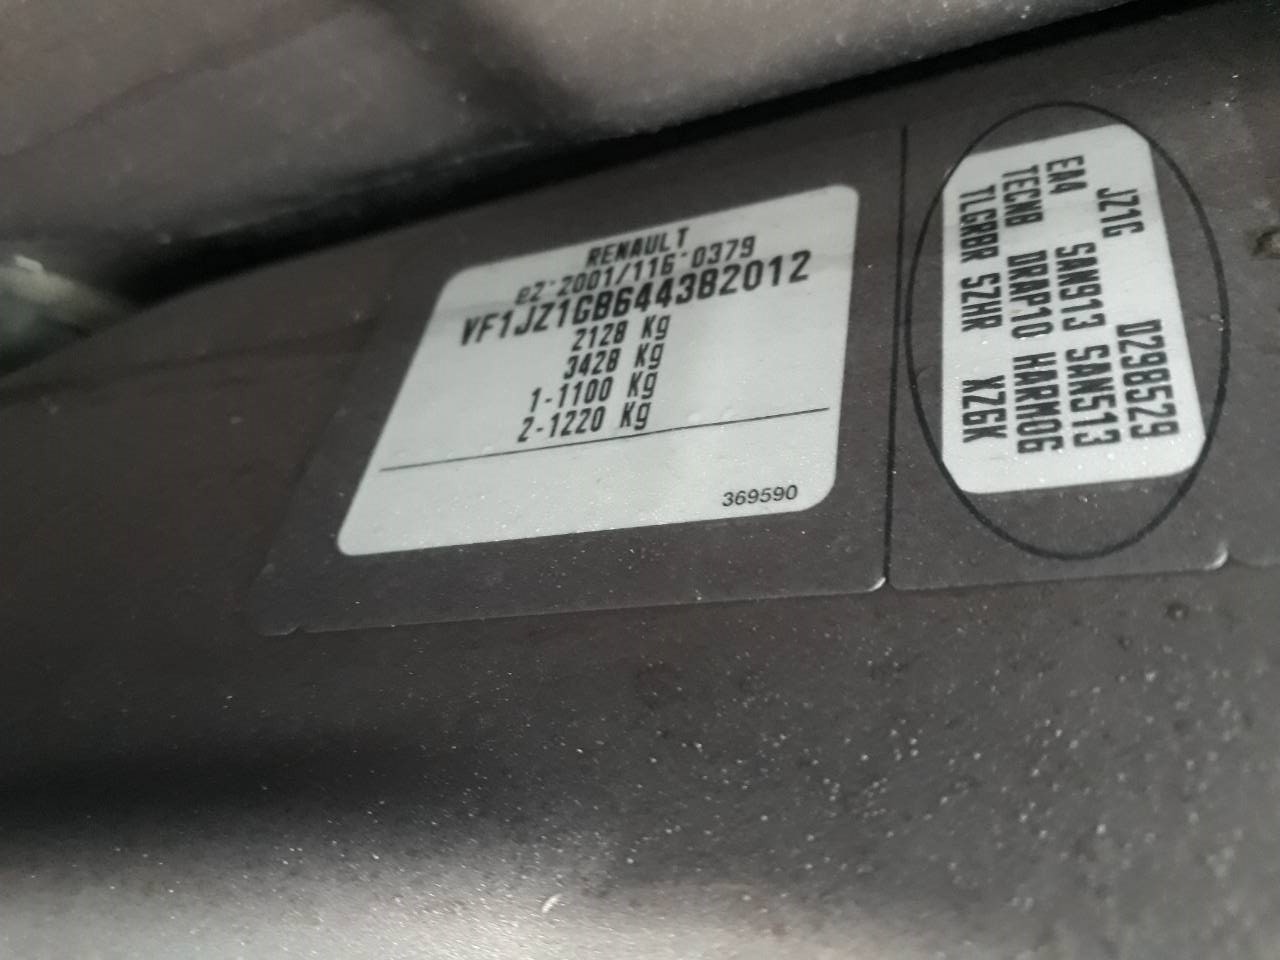 RENAULT
e2*2001/116*0379
VF1JZ1GB644382012
2128 Kg
3428 Kg
1-1100 Kg
2-1220 Kg
369590
JZ1G D298529
EA4 SAN913 SAN513
TECNB DRAP10 HARM06
TLGRBR SZHR XZ6K